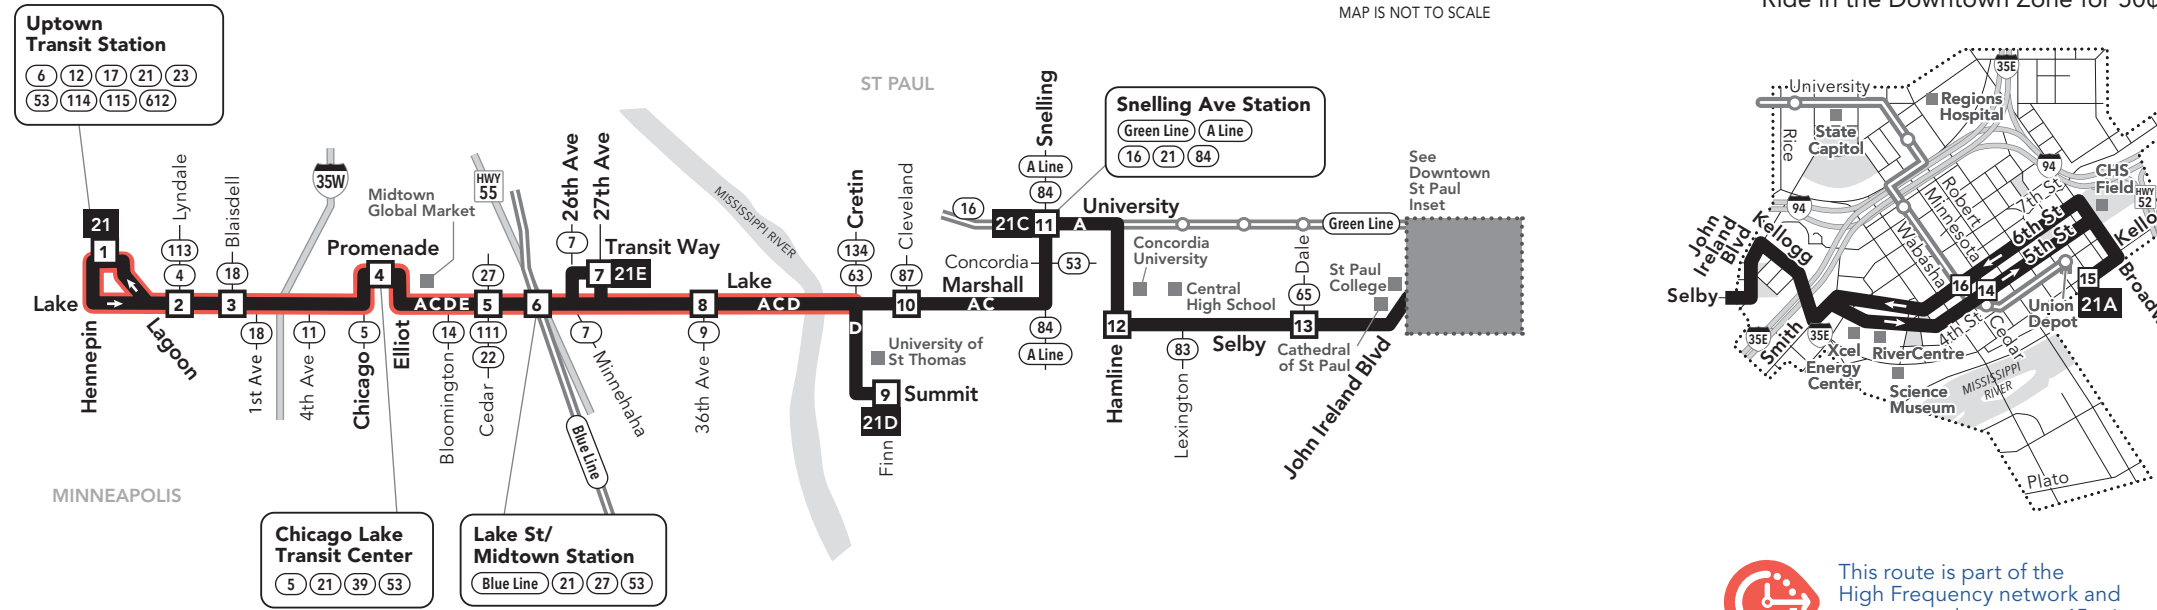 MAP IS NOT TO SCALE
Ride in the Downtown Zone for 50¢
Uptown
Transit Station
6 12 17 21 23
53 114 115 612
21
1
Lake
Hennepin
Lagoon
Lyndale
113
4
2
Blaisdell
18
3
18
1st Ave
35W
11
4th Ave
Promenade
4
5
Chicago
Elliot
Midtown
Global Market
A C D E
14
Bloomington
27
5
111
22
Cedar
HWY
55
6
26th Ave
7
27th Ave
Transit Way
7
21E
7
Minnehaha
Blue Line
Lake
8
9
36th Ave
A C D
MISSISSIPPI RIVER
MINNEAPOLIS
ST PAUL
Chicago Lake
Transit Center
5 21 39 53
Lake St/
Midtown Station
Blue Line 21 27 53
Cretin
134
63
D
University of
St Thomas
9
Summit
21D
Finn
Cleveland
87
10
Marshall
A C
Concordia
53
Snelling
A Line
84
16
21C
11
A
84
A Line
Snelling Ave Station
Green Line A Line
16 21 84
University
Green Line
Concordia
University
Central
High School
12
Hamline
83
Lexington
Selby
Dale
65
13
St Paul
College
Cathedral
of St Paul
John Ireland Blvd
See
Downtown
St Paul
Inset
University
Rice
State
Capitol
35E
Regions
Hospital
94
CHS
Field
HWY
52
94
John
Ireland
Blvd
Kellogg
Selby
Robert
Minnesota
Wabasha
7th St
6th St
5th St
Kello
16
14
15
21A
Broadw
Union
Depot
4th St
Cedar
35E
Smith
35E
Xcel
Energy
Center
RiverCentre
Science
Museum
MISSISSIPPI
RIVER
Plato
This route is part of the
High Frequency network and